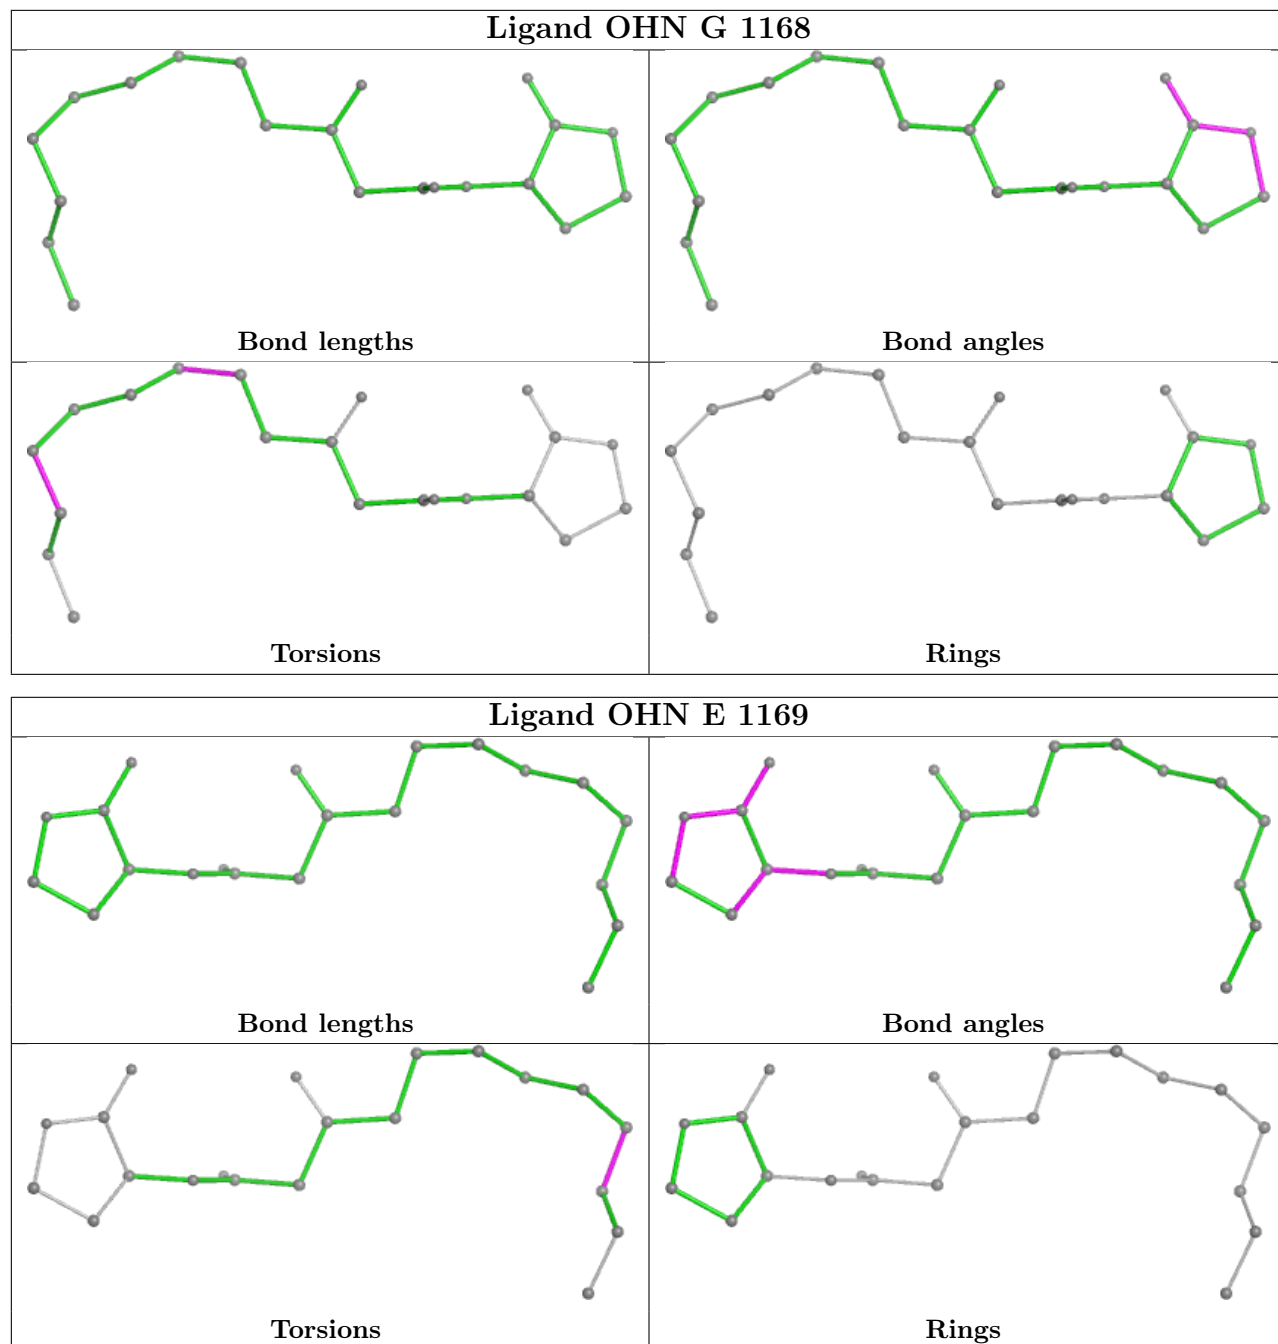 Ligand OHN G 1168
Bond lengths
Bond angles
Torsions
Rings
Ligand OHN E 1169
Bond lengths
Bond angles
Torsions
Rings